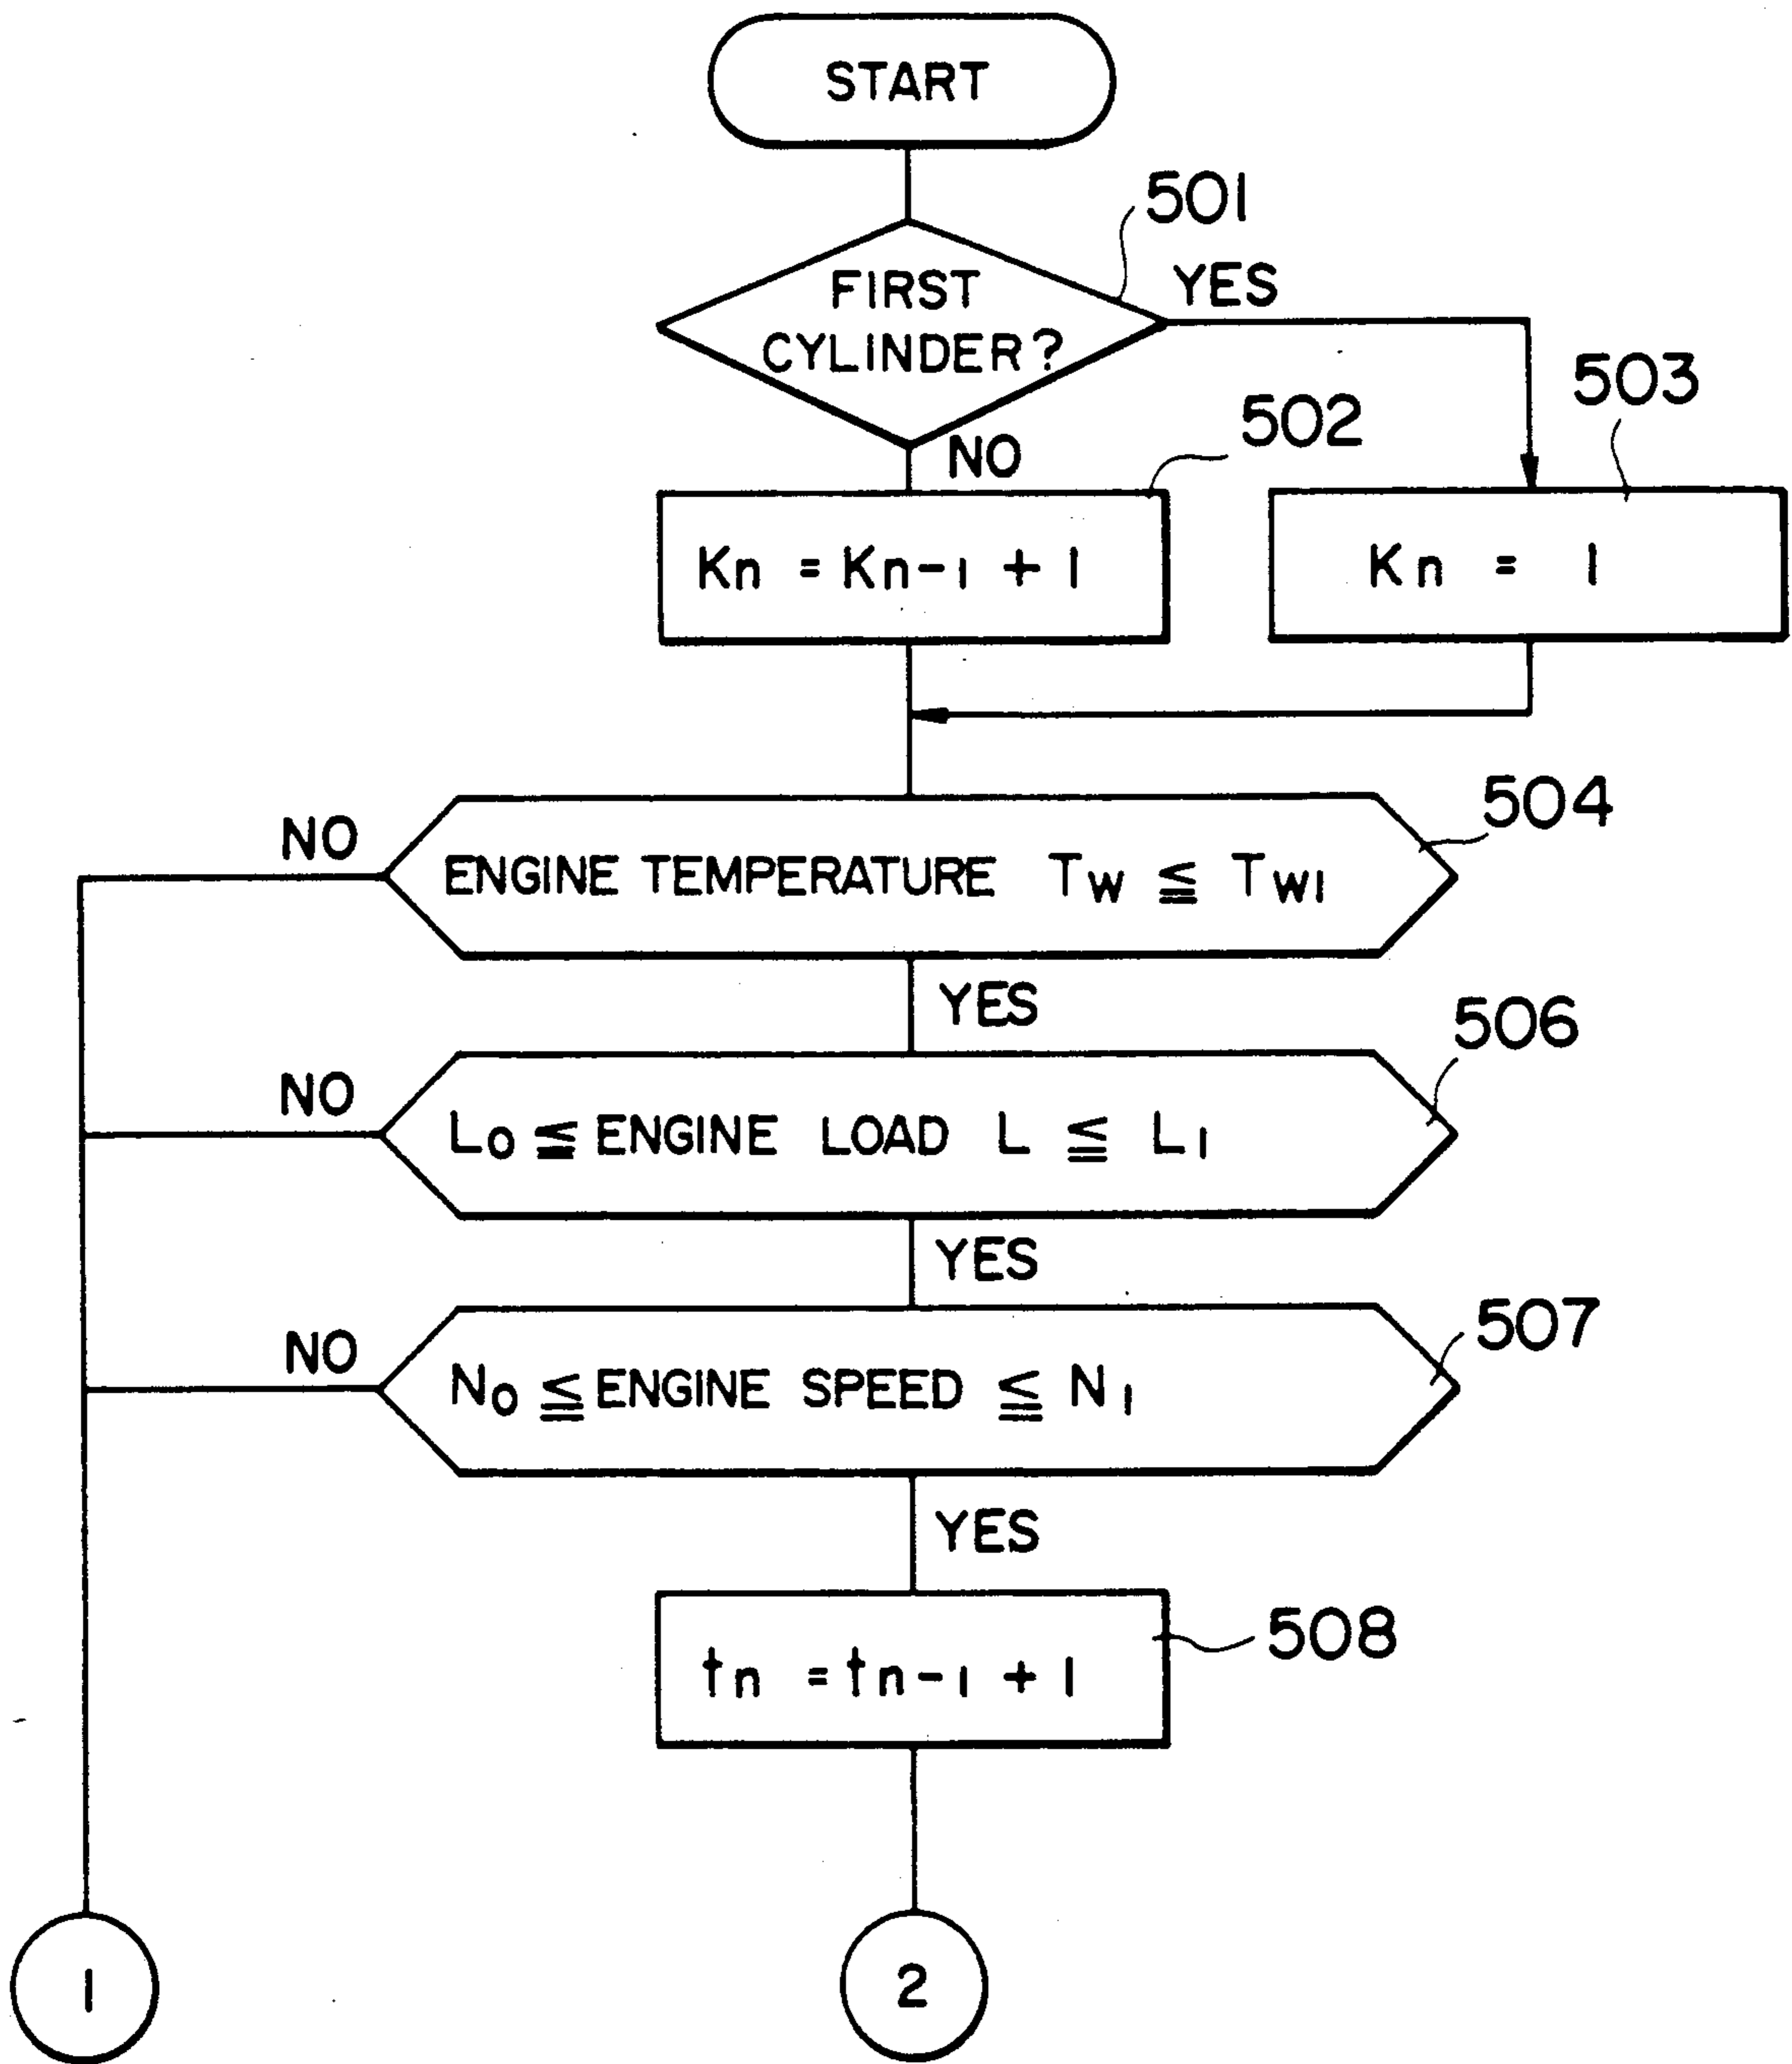 START
501
FIRST
CYLINDER?
YES
NO
502
503
Kn = Kn-1 + 1
Kn = 1
504
NO
ENGINE TEMPERATURE TW ≦ TW1
YES
506
NO
L0 ≦ ENGINE LOAD L ≦ L1
YES
507
NO
N0 ≦ ENGINE SPEED ≦ N1
YES
508
tn = tn-1 + 1
1
2